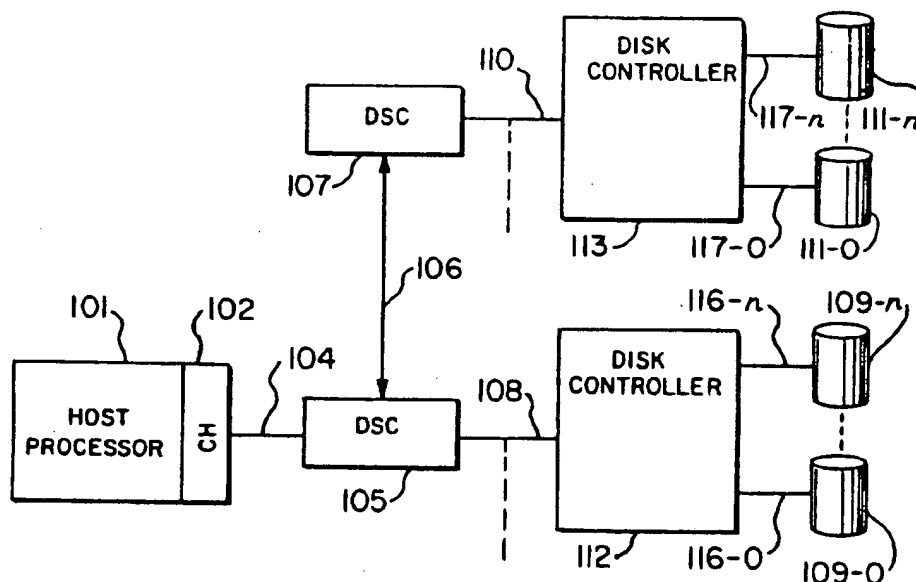 110
DISK
CONTROLLER
DSC
107
117-n
111-n
113
117-0
111-0
106
101
102
104
HOST
PROCESSOR
CH
DSC
105
108
DISK
CONTROLLER
116-n
109-n
112
116-0
109-0